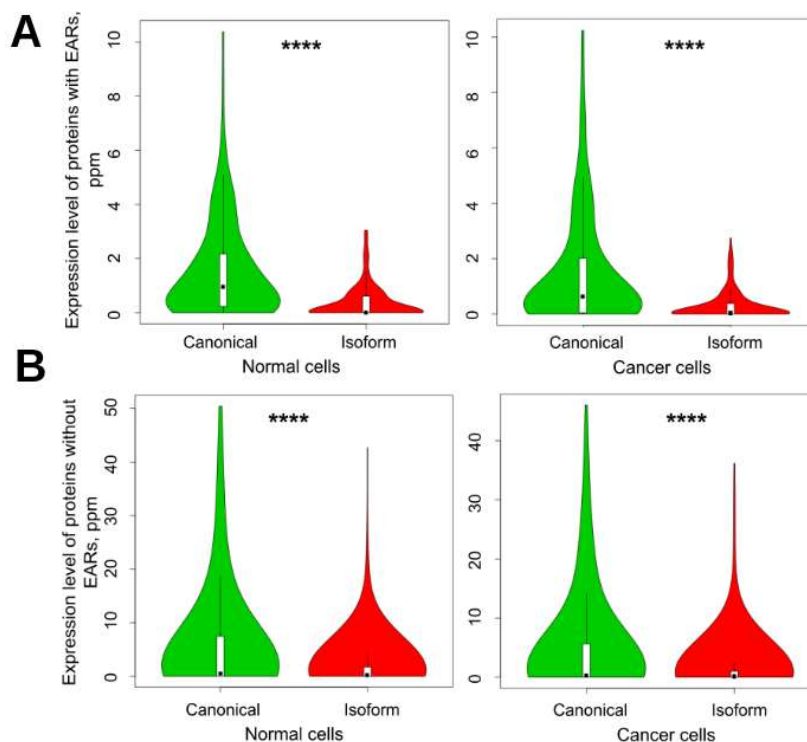 A
Expression level of proteins with EARs,
ppm
10
8
6
4
2
0
****
Canonical Isoform
Normal cells
10
8
6
4
2
0
****
Canonical Isoform
Cancer cells
B
Expression level of proteins without
EARs, ppm
50
40
30
20
10
0
****
Canonical Isoform
Normal cells
40
30
20
10
0
****
Canonical Isoform
Cancer cells